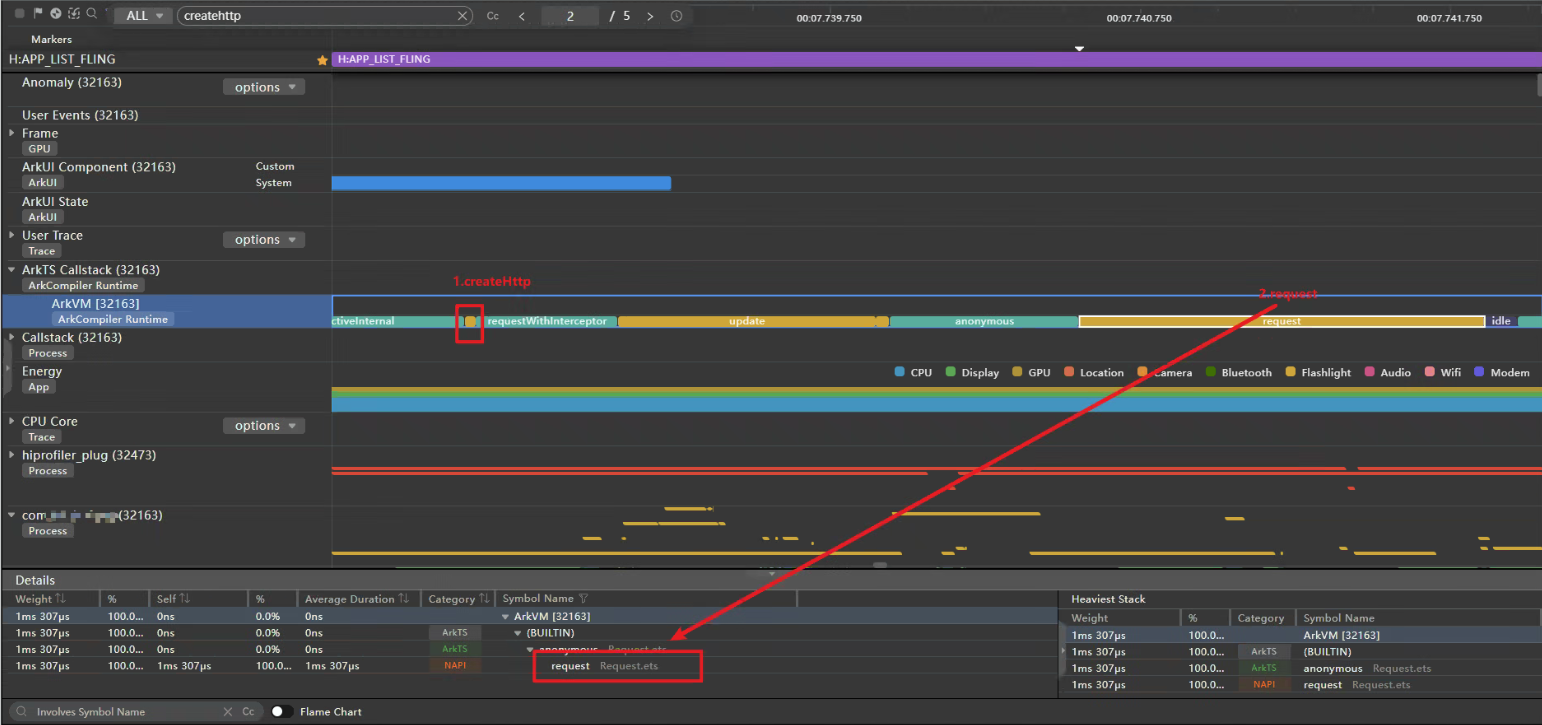 ALL createhttp Cc 2 / 5 00:07.739.750 00:07.740.750 00:07.741.750
Markers
H:APP_LIST_FLING H:APP_LIST_FLING
Anomaly (32163) options
User Events (32163)
Frame
GPU
ArkUI Component (32163) Custom
ArkUI System
ArkUI State
ArkUI
User Trace options
Trace
ArkTS Callstack (32163)
ArkCompiler Runtime 1.createHttp
ArkVM [32163] 2.request
ArkCompiler Runtime ctiveInternal requestWithInterceptor update anonymous request idle
Callstack (32163)
Process
Energy CPU Display GPU Location Camera Bluetooth Flashlight Audio Wifi Modem
App
CPU Core options
Trace
hiprofiler_plug (32473)
Process
com (32163)
Process
Details
Weight % Self % Average Duration Category Symbol Name Heaviest Stack
1ms 307μs 100.0... 0ns 0.0% 0ns ArkVM [32163] Weight % Category Symbol Name
1ms 307μs 100.0... 0ns 0.0% 0ns ArkTS (BUILTIN) 1ms 307μs 100.0... ArkVM [32163]
1ms 307μs 100.0... 0ns 0.0% 0ns ArkTS anonymous Request.ets 1ms 307μs 100.0... ArkTS (BUILTIN)
1ms 307μs 100.0... 1ms 307μs 100.0... 1ms 307μs NAPI request Request.ets 1ms 307μs 100.0... ArkTS anonymous Request.ets
1ms 307μs 100.0... NAPI request Request.ets
Involves Symbol Name Cc Flame Chart